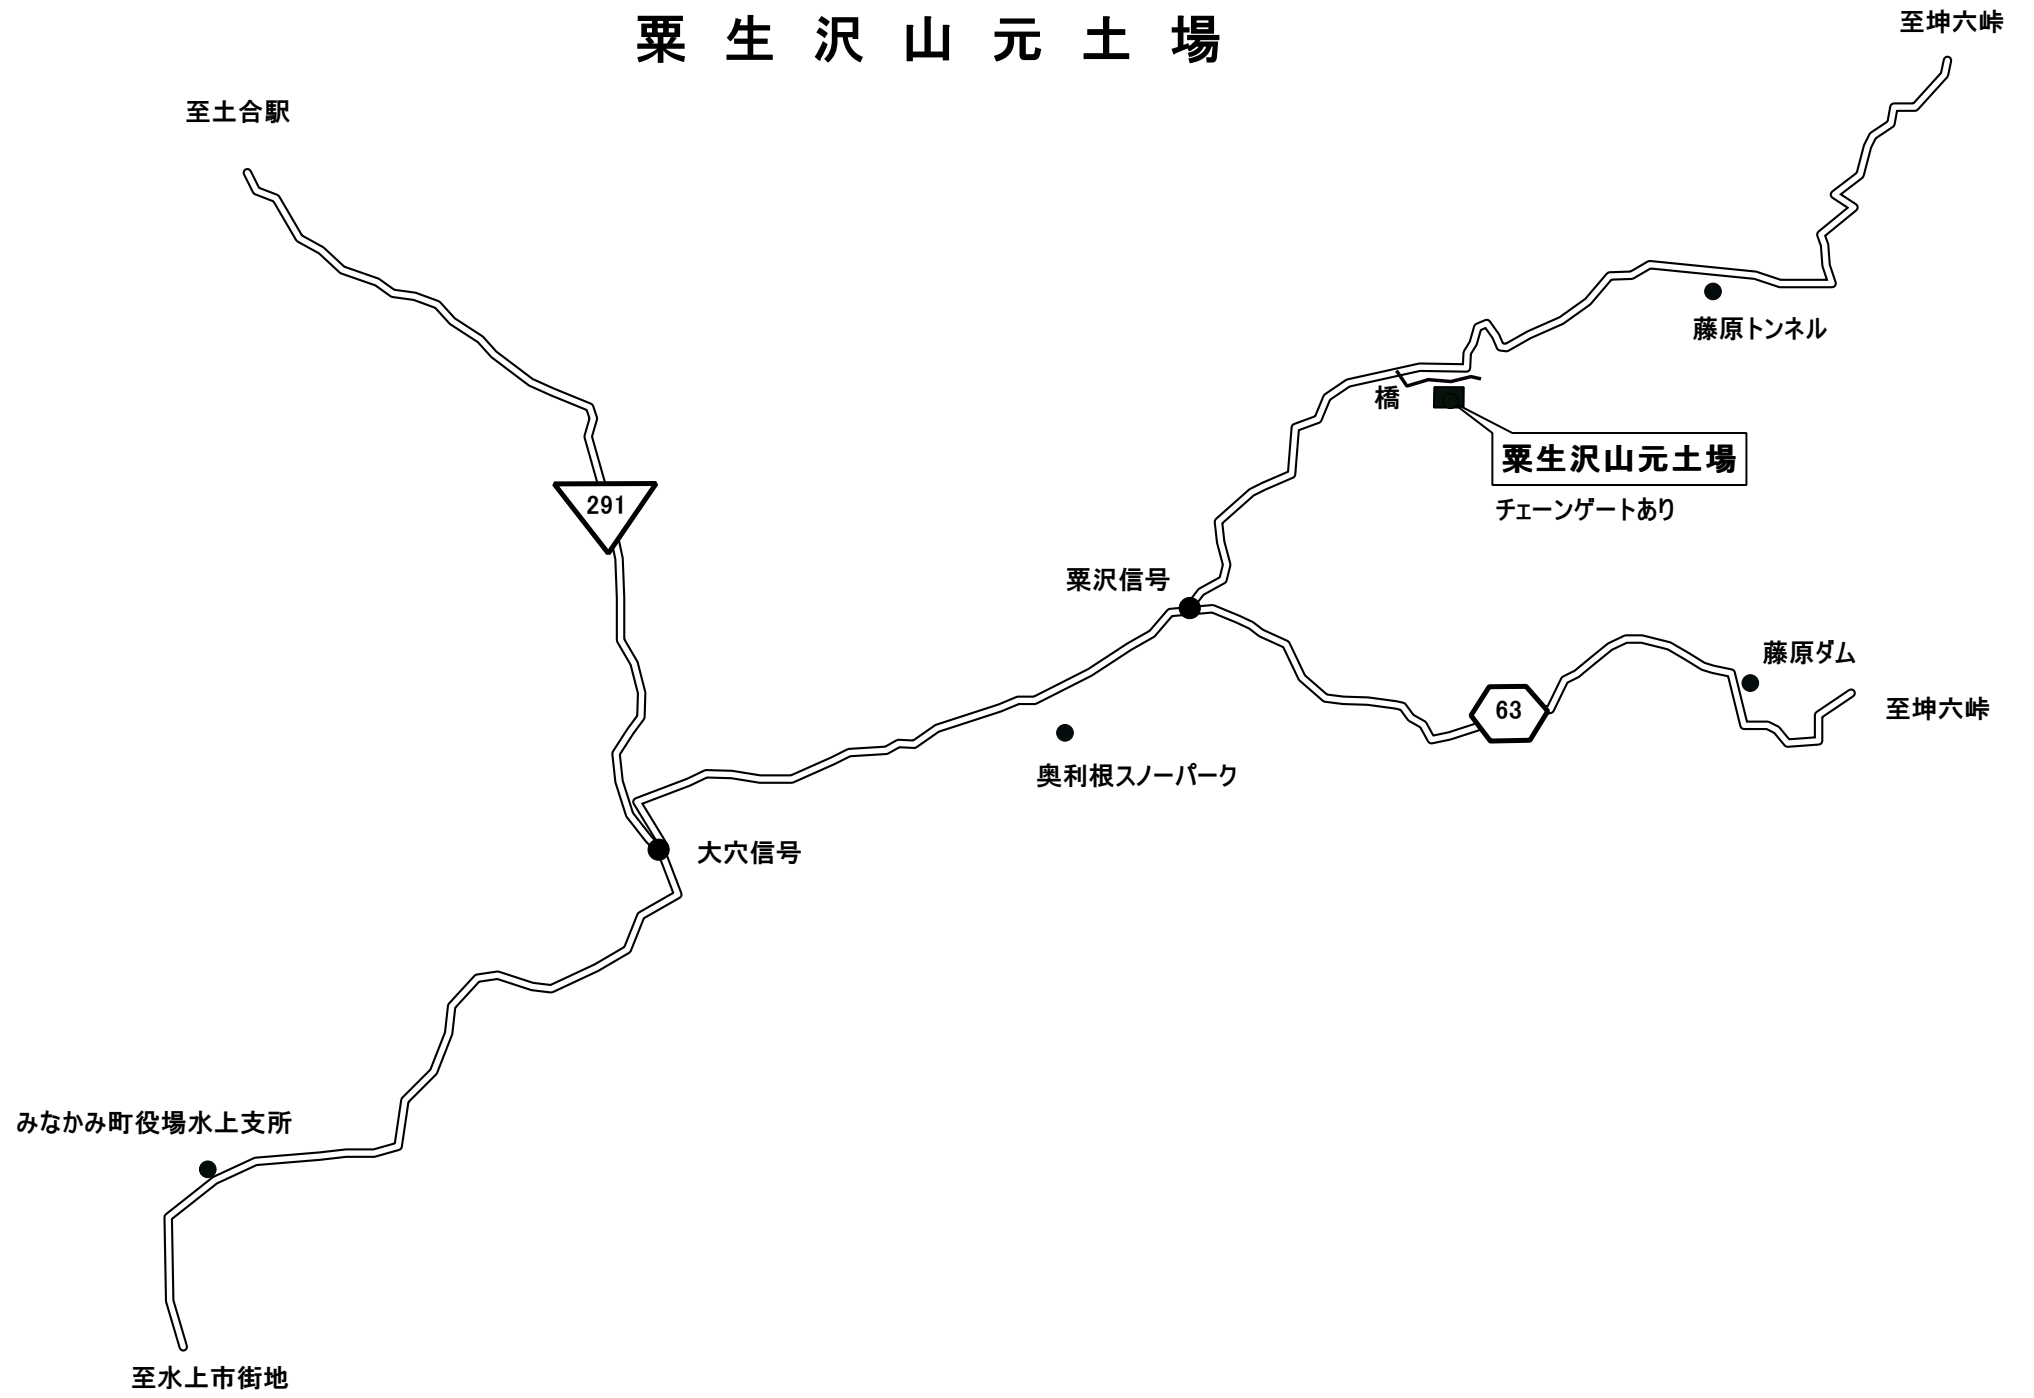 粟生沢山元土場
至坤六峠
至土合駅
藤原トンネル
橋
粟生沢山元土場
チェーンゲートあり
291
粟沢信号
藤原ダム
63
至坤六峠
奥利根スノーパーク
大穴信号
みなかみ町役場水上支所
至水上市街地